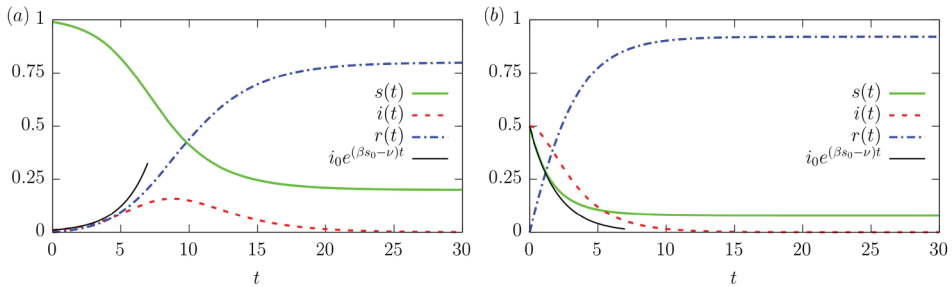 (a)
1
0.75
0.5
0.25
0
0 5 10 15 20 25 30
t
s(t)
i(t)
r(t)
i₀e^{(βs₀−ν)t}
(b)
1
0.75
0.5
0.25
0
0 5 10 15 20 25 30
t
s(t)
i(t)
r(t)
i₀e^{(βs₀−ν)t}